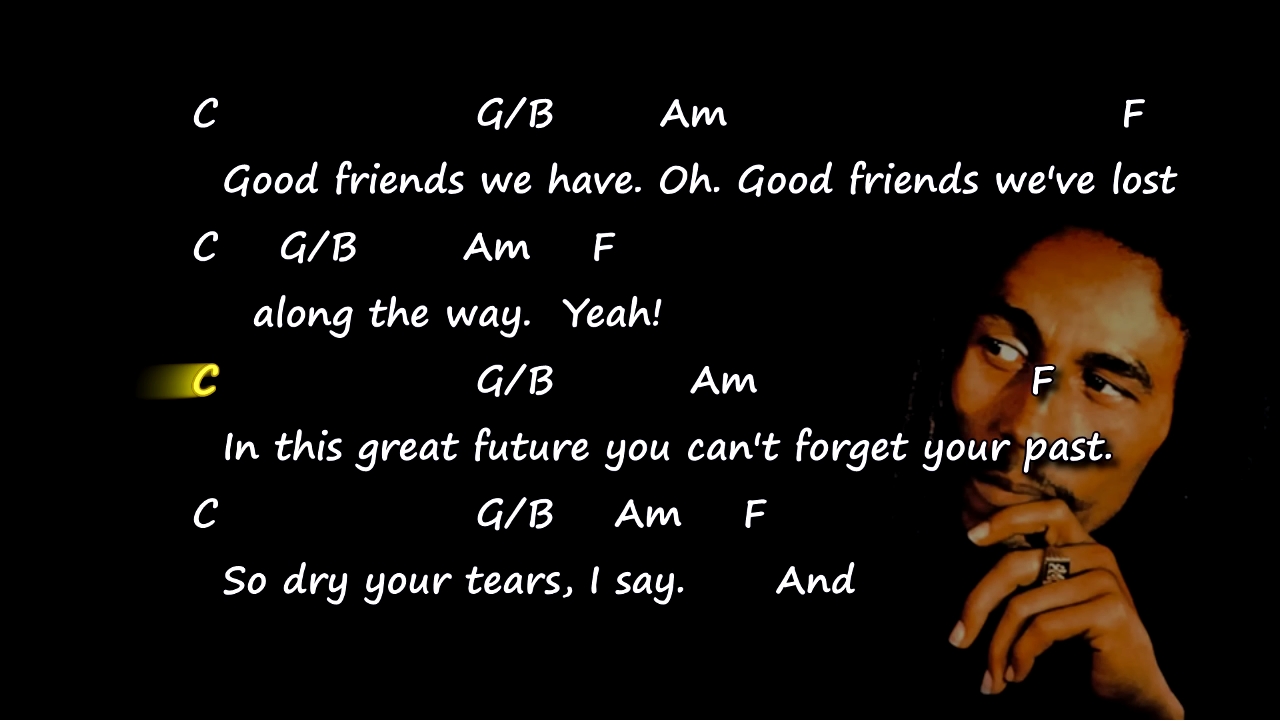 C G/B Am F
Good friends we have. Oh. Good friends we've lost
C G/B Am F
along the way. Yeah!
C G/B Am F
In this great future you can't forget your past.
C G/B Am F
So dry your tears, I say. And